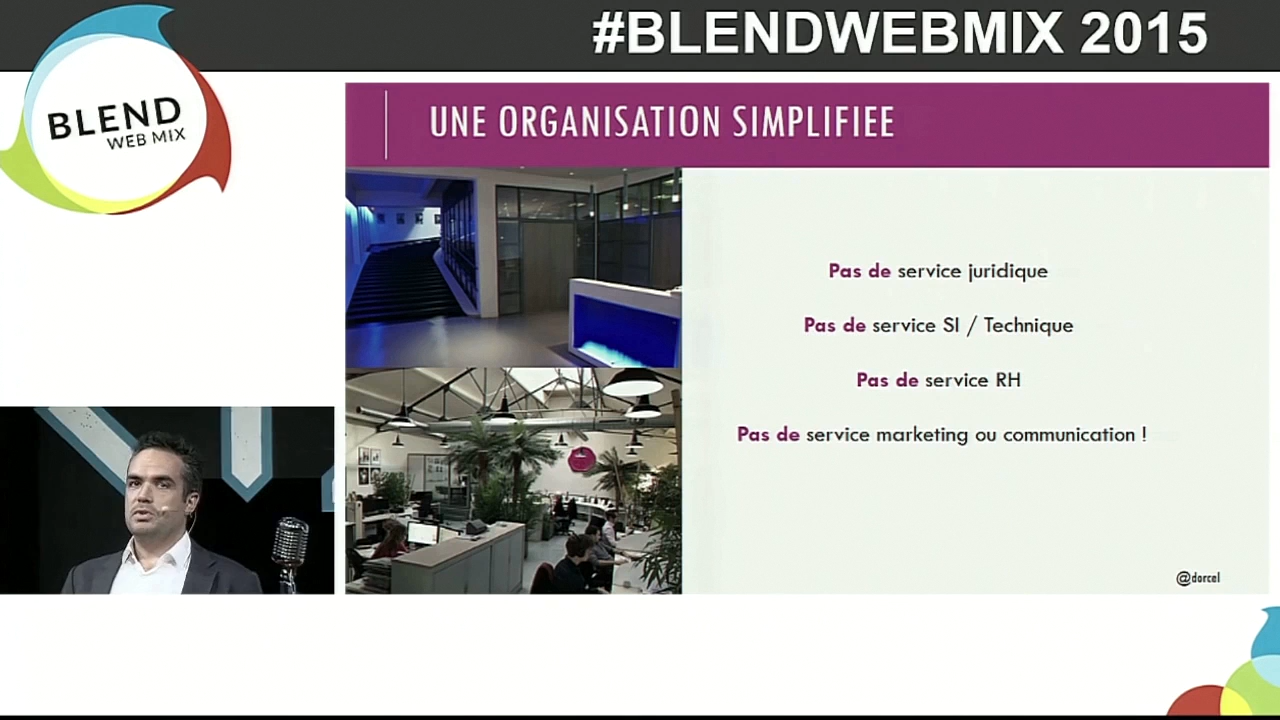 #BLENDWEBMIX 2015
BLEND
WEB MIX
UNE ORGANISATION SIMPLIFIEE
Pas de service juridique
Pas de service SI / Technique
Pas de service RH
Pas de service marketing ou communication !
@dorcel